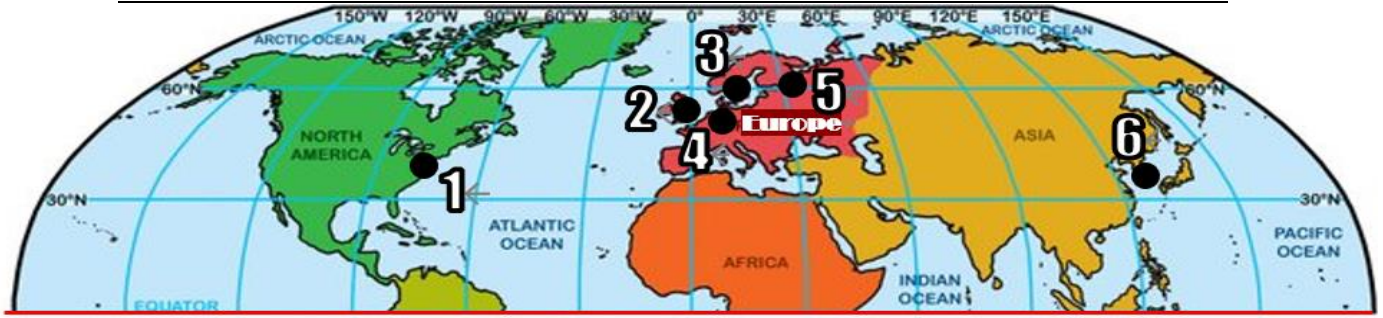 150°W 120°W 90°W 60°W 30°W 0° 30°E 60°E 90°E 120°E 150°E
ARCTIC OCEAN
ARCTIC OCEAN
3
60°N
60°N
5
2
Europe
NORTH
AMERICA
ASIA
6
4
1
30°N
30°N
ATLANTIC
OCEAN
PACIFIC
OCEAN
AFRICA
INDIAN
OCEAN
EQUATOR